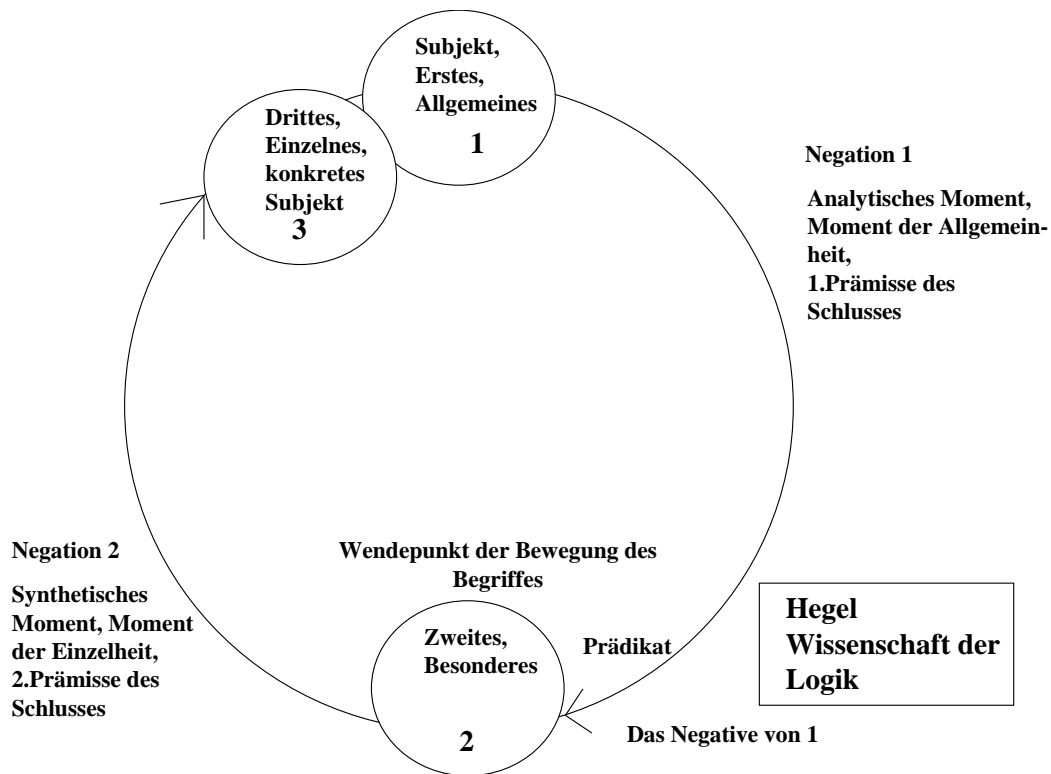 Subjekt,
Erstes,
Allgemeines
1
Drittes,
Einzelnes,
konkretes
Subjekt
3
Negation 1
Analytisches Moment,
Moment der Allgemein-
heit,
1.Prämisse des
Schlusses
Negation 2
Synthetisches
Moment, Moment
der Einzelheit,
2.Prämisse des
Schlusses
Wendepunkt der Bewegung des
Begriffes
Zweites,
Besonderes
2
Prädikat
Das Negative von 1
Hegel
Wissenschaft der
Logik